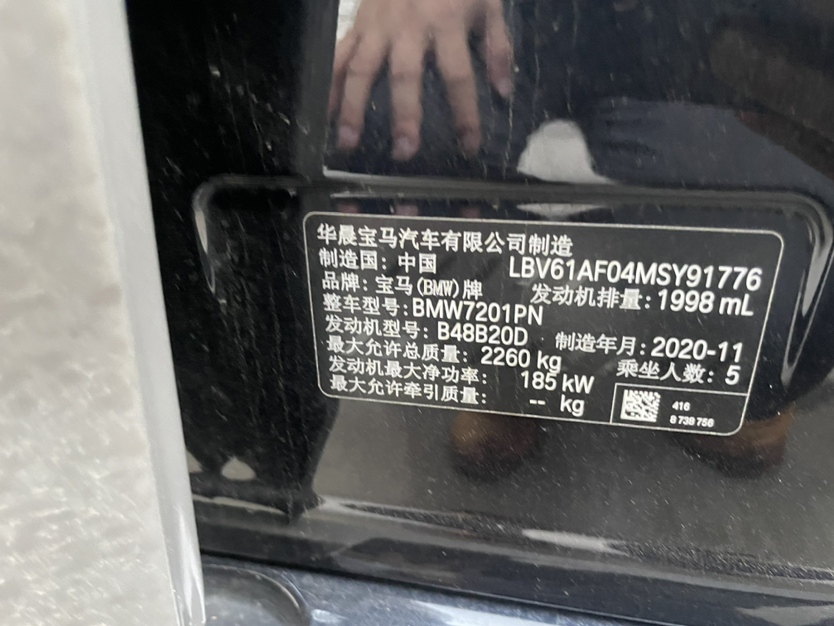 华晨宝马汽车有限公司制造
制造国: 中国 LBV61AF04MSY91776
品牌: 宝马(BMW)牌 发动机排量: 1998 mL
整车型号: BMW7201PN
发动机型号: B48B20D 制造年月: 2020-11
最大允许总质量: 2260 kg 乘坐人数: 5
发动机最大净功率: 185 kW
最大允许牵引质量: -- kg
416
8 738 756